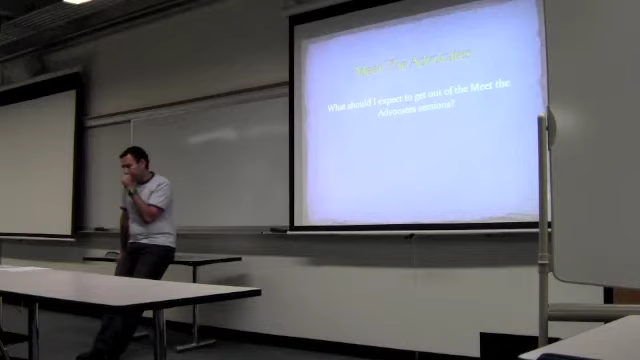 Meet The Advocates
What should I expect to get out of the Meet the
Advocates sessions?